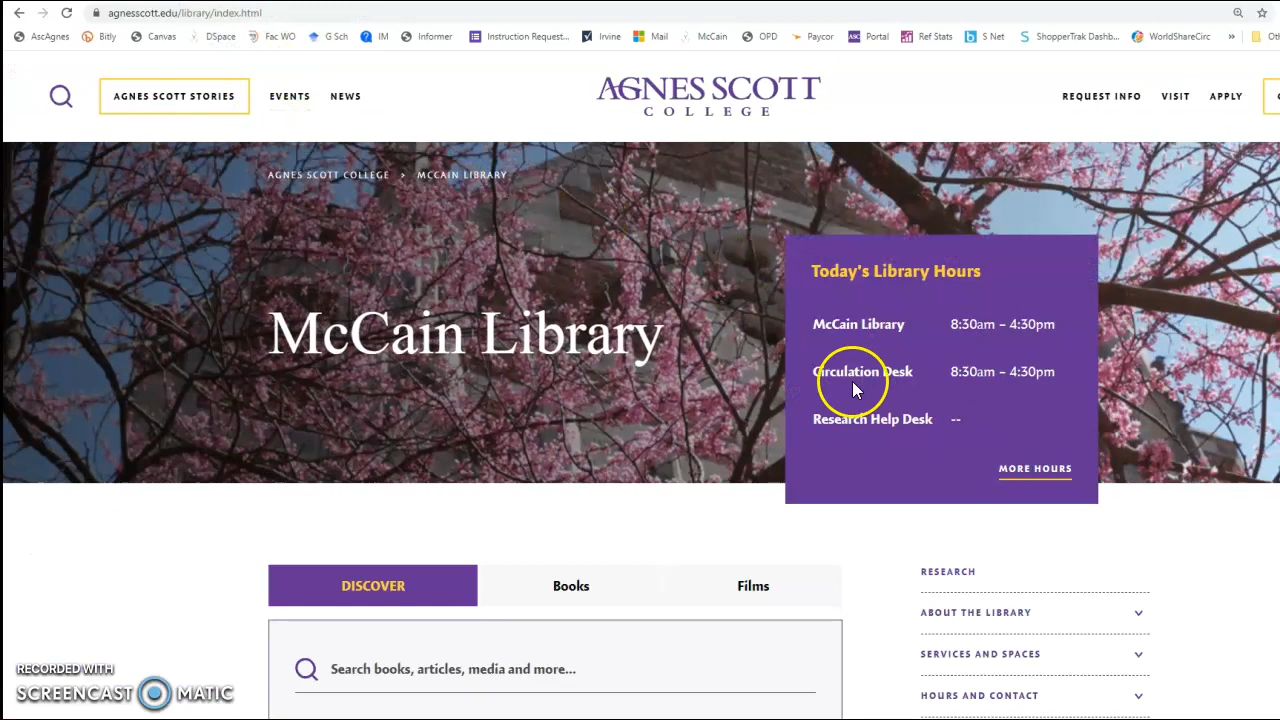 agnesscott.edu/library/index.html
AscAgnes Bitly Canvas DSpace Fac WO G Sch IM Informer Instruction Request... Irvine Mail McCain OPD Paycor Portal Ref Stats S Net ShopperTrak Dashb... WorldShareCirc »
AGNES SCOTT STORIES EVENTS NEWS
AGNES SCOTT
COLLEGE
REQUEST INFO VISIT APPLY
AGNES SCOTT COLLEGE > MCCAIN LIBRARY
McCain Library
Today's Library Hours
McCain Library 8:30am – 4:30pm
Circulation Desk 8:30am – 4:30pm
Research Help Desk --
MORE HOURS
DISCOVER Books Films
Search books, articles, media and more...
RESEARCH
ABOUT THE LIBRARY
SERVICES AND SPACES
HOURS AND CONTACT
RECORDED WITH
SCREENCAST MATIC